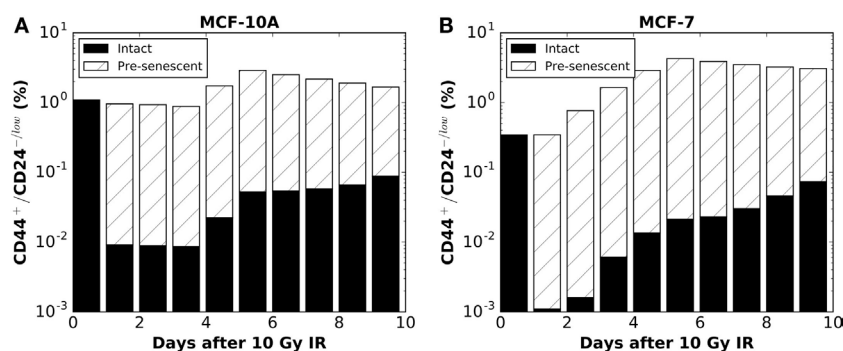 A
MCF-10A
Intact
Pre-senescent
CD44⁺/CD24⁻/ˡᵒʷ (%)
10¹
10⁰
10⁻¹
10⁻²
10⁻³
0 2 4 6 8 10
Days after 10 Gy IR
B
MCF-7
Intact
Pre-senescent
CD44⁺/CD24⁻/ˡᵒʷ (%)
10¹
10⁰
10⁻¹
10⁻²
10⁻³
0 2 4 6 8 10
Days after 10 Gy IR